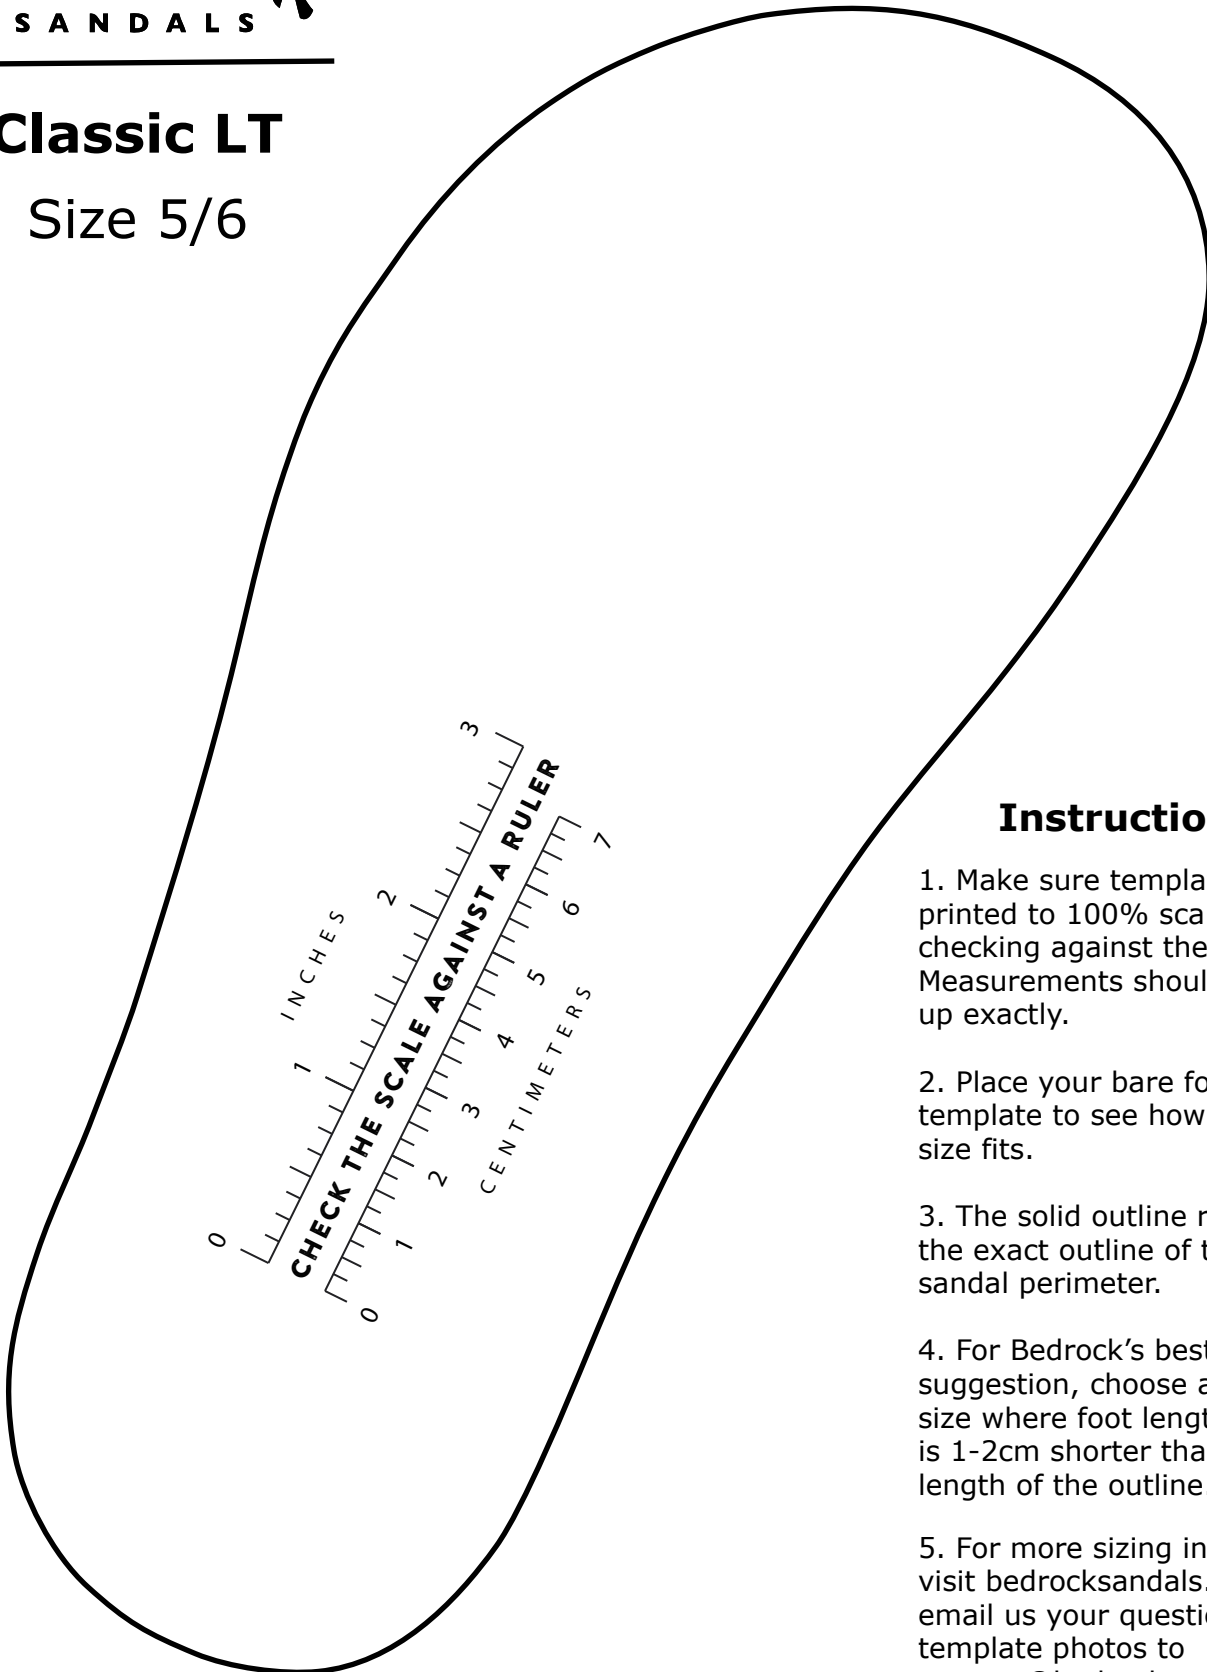 SANDALS
Classic LT
Size 5/6
INCHES
0 1 2 3
CHECK THE SCALE AGAINST A RULER
0 1 2 3 4 5 6 7
CENTIMETERS
Instructio
1. Make sure templa
printed to 100% sca
checking against the
Measurements shoul
up exactly.
2. Place your bare fo
template to see how
size fits.
3. The solid outline r
the exact outline of t
sandal perimeter.
4. For Bedrock’s best
suggestion, choose a
size where foot lengt
is 1-2cm shorter tha
length of the outline
5. For more sizing in
visit bedrocksandals.
email us your questi
template photos to